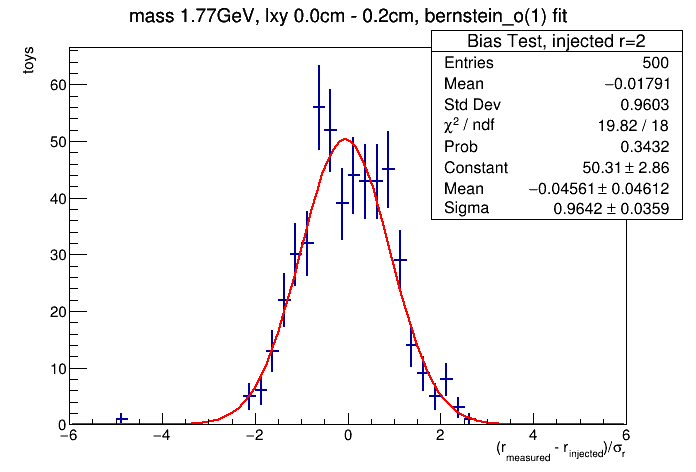 mass 1.77GeV, lxy 0.0cm - 0.2cm, bernstein_o(1) fit
toys
Bias Test, injected r=2
Entries 500
Mean −0.01791
Std Dev 0.9603
χ² / ndf 19.82 / 18
Prob 0.3432
Constant 50.31 ± 2.86
Mean −0.04561 ± 0.04612
Sigma 0.9642 ± 0.0359
60
50
40
30
20
10
0
−6 −4 −2 0 2 4 6
(r_measured - r_injected)/σ_r